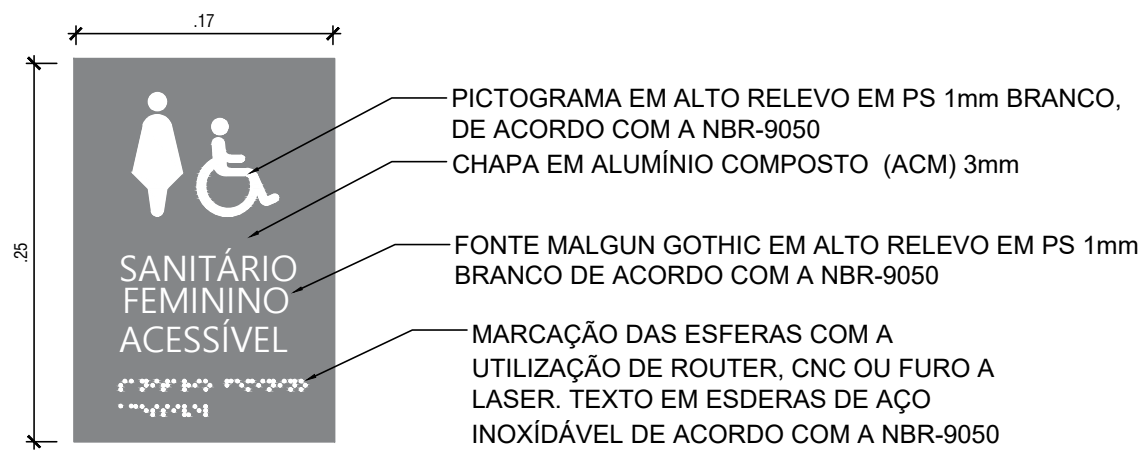 .17
.25
SANITÁRIO
FEMININO
ACESSÍVEL
PICTOGRAMA EM ALTO RELEVO EM PS 1mm BRANCO,
DE ACORDO COM A NBR-9050
CHAPA EM ALUMÍNIO COMPOSTO (ACM) 3mm
FONTE MALGUN GOTHIC EM ALTO RELEVO EM PS 1mm
BRANCO DE ACORDO COM A NBR-9050
MARCAÇÃO DAS ESFERAS COM A
UTILIZAÇÃO DE ROUTER, CNC OU FURO A
LASER. TEXTO EM ESDERAS DE AÇO
INOXÍDÁVEL DE ACORDO COM A NBR-9050